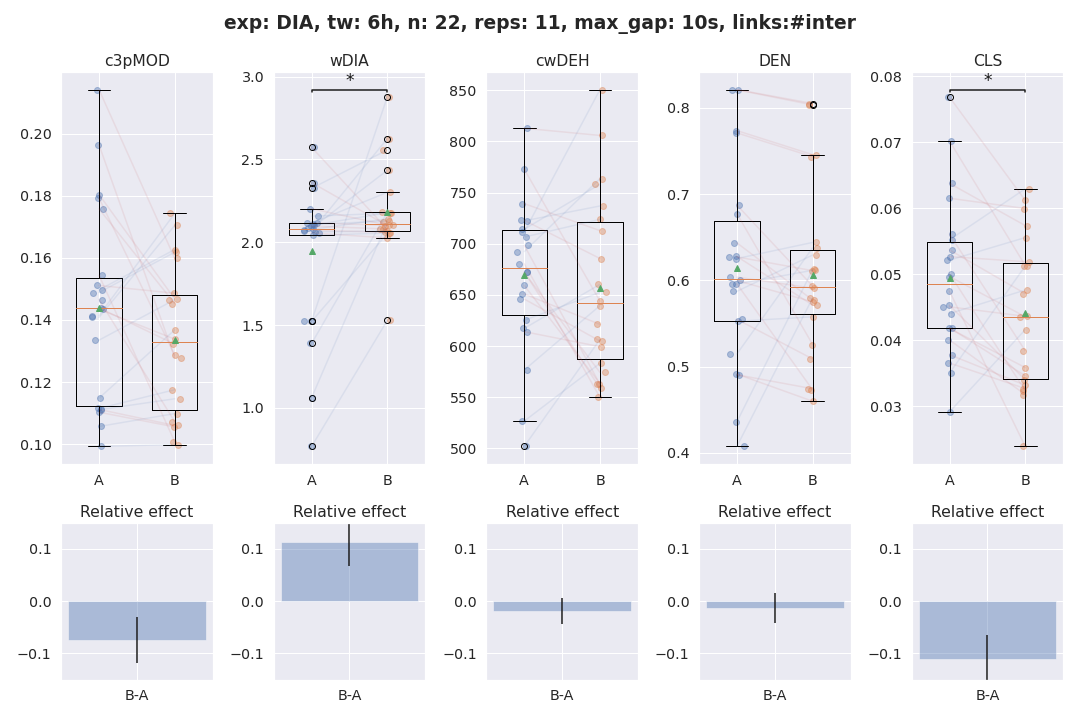 exp: DIA, tw: 6h, n: 22, reps: 11, max_gap: 10s, links:#inter
c3pMOD
wDIA
cwDEH
DEN
CLS
0.20
0.18
0.16
0.14
0.12
0.10
A
B
*
3.0
2.5
2.0
1.5
1.0
A
B
850
800
750
700
650
600
550
500
A
B
0.8
0.7
0.6
0.5
0.4
A
B
*
0.08
0.07
0.06
0.05
0.04
0.03
A
B
Relative effect
0.1
0.0
−0.1
B-A
Relative effect
0.1
0.0
−0.1
B-A
Relative effect
0.1
0.0
−0.1
B-A
Relative effect
0.1
0.0
−0.1
B-A
Relative effect
0.1
0.0
−0.1
B-A